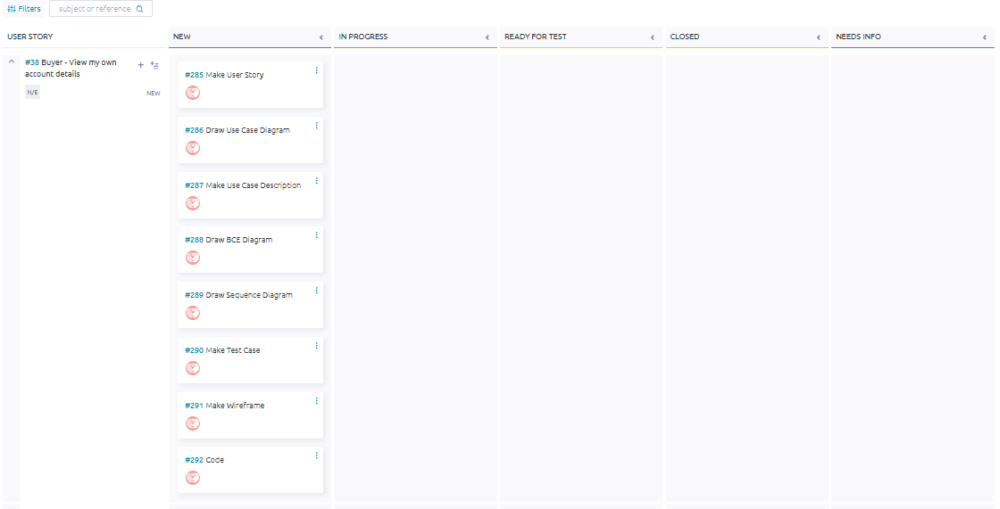 Filters
subject or reference
USER STORY
NEW
IN PROGRESS
READY FOR TEST
CLOSED
NEEDS INFO
#38 Buyer - View my own
account details
N/E
NEW
#285 Make User Story
#286 Draw Use Case Diagram
#287 Make Use Case Description
#288 Draw BCE Diagram
#289 Draw Sequence Diagram
#290 Make Test Case
#291 Make Wireframe
#292 Code